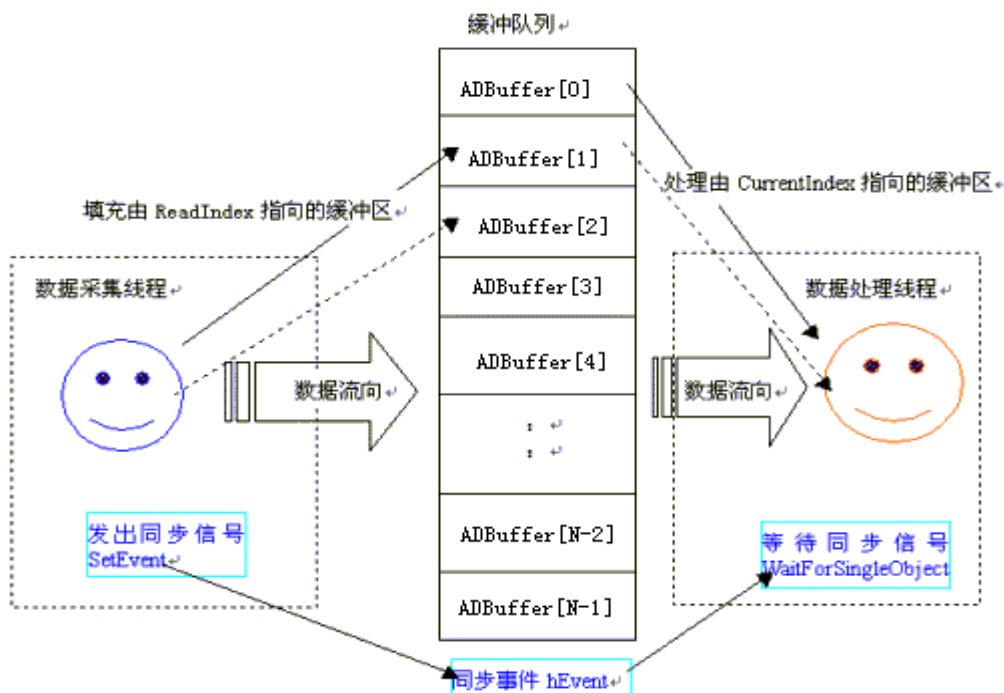 缓冲队列
ADBuffer[0]
ADBuffer[1]
处理由 CurrentIndex 指向的缓冲区
填充由 ReadIndex 指向的缓冲区
ADBuffer[2]
数据采集线程
ADBuffer[3]
数据处理线程
ADBuffer[4]
数据流向
数据流向
:
:
发出同步信号
SetEvent
ADBuffer[N-2]
等待同步信号
WaitForSingleObject
ADBuffer[N-1]
同步事件 hEvent